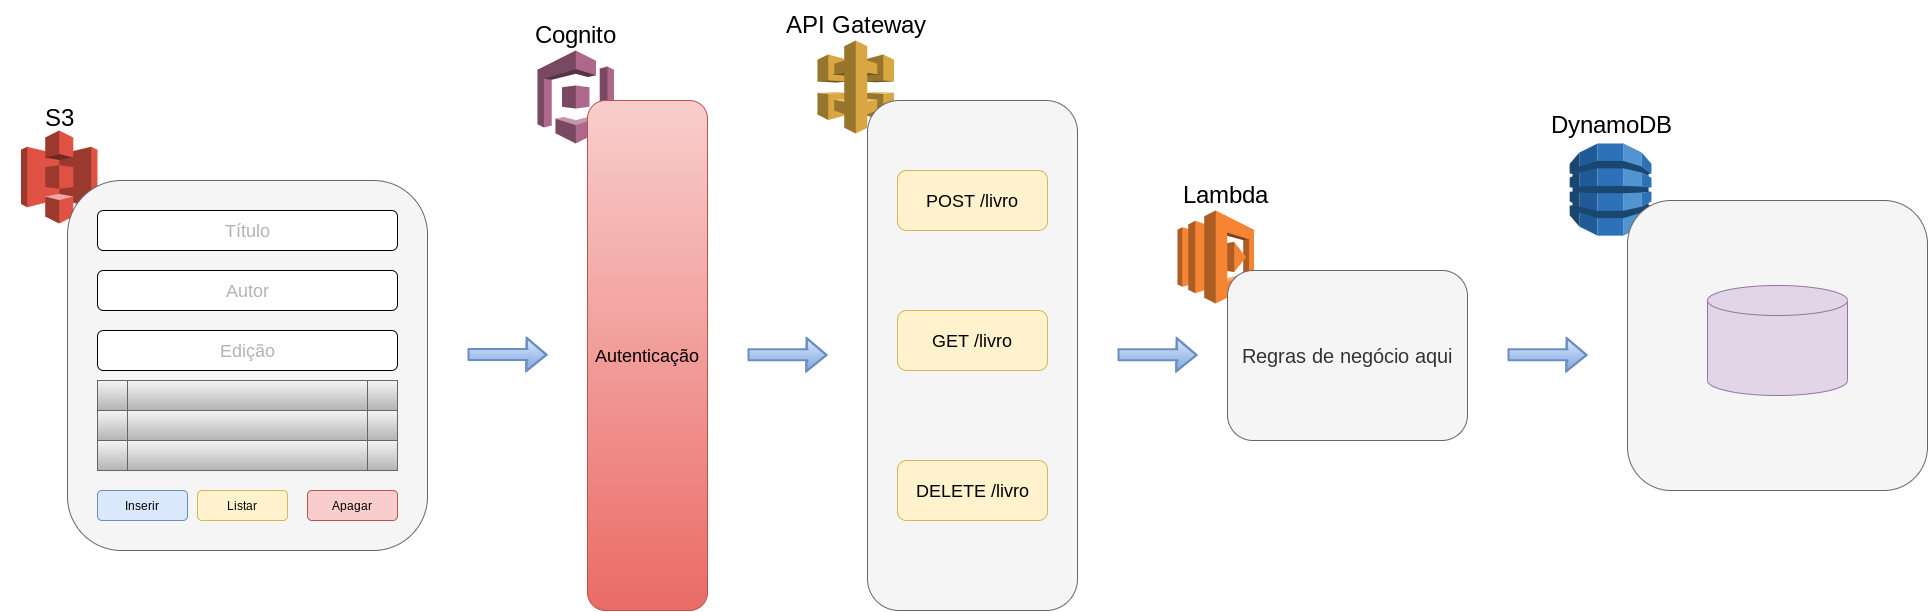 S3
Título
Autor
Edição
Inserir
Listar
Apagar
Cognito
Autenticação
API Gateway
POST /livro
GET /livro
DELETE /livro
Lambda
Regras de negócio aqui
DynamoDB